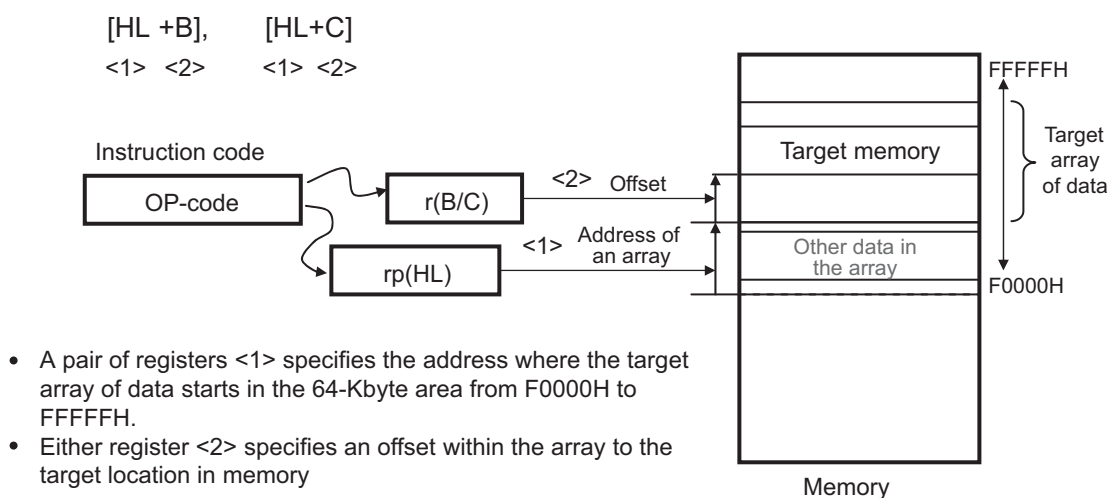 [HL +B], [HL+C]
<1> <2> <1> <2>
FFFFFH
Target
array
of data
Target memory
Instruction code
OP-code
r(B/C)
<2> Offset
<1> Address of
an array
rp(HL)
Other data in
the array
F0000H
• A pair of registers <1> specifies the address where the target
array of data starts in the 64-Kbyte area from F0000H to
FFFFFH.
• Either register <2> specifies an offset within the array to the
target location in memory
Memory